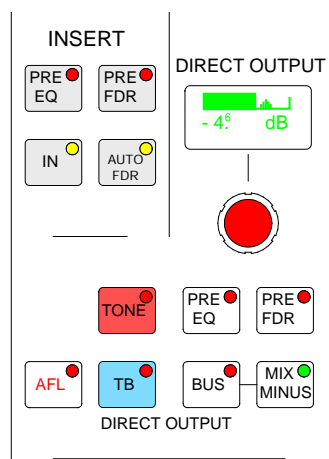 INSERT
PRE EQ
PRE FDR
IN
AUTO FDR
DIRECT OUTPUT
- 4.6 dB
TONE
PRE EQ
PRE FDR
AFL
TB
BUS
MIX MINUS
DIRECT OUTPUT